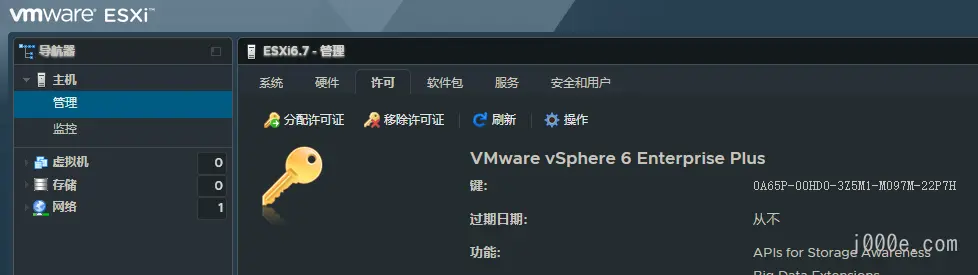 vmware ESXi™
导航器
ESXi6.7 - 管理
主机
管理
监控
虚拟机 0
存储 0
网络 1
系统 硬件 许可 软件包 服务 安全和用户
分配许可证 移除许可证 刷新 操作
VMware vSphere 6 Enterprise Plus
键: 0A65P-00HD0-3Z5M1-M097M-22P7H
过期日期: 从不
功能: APIs for Storage Awareness
Big Data Extensions
j000e.com